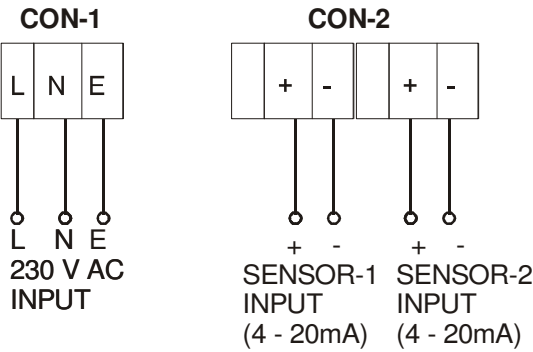 CON-1
L N E
L N E
230 V AC
INPUT
CON-2
+ - + -
+ - + -
SENSOR-1 SENSOR-2
INPUT INPUT
(4 - 20mA) (4 - 20mA)